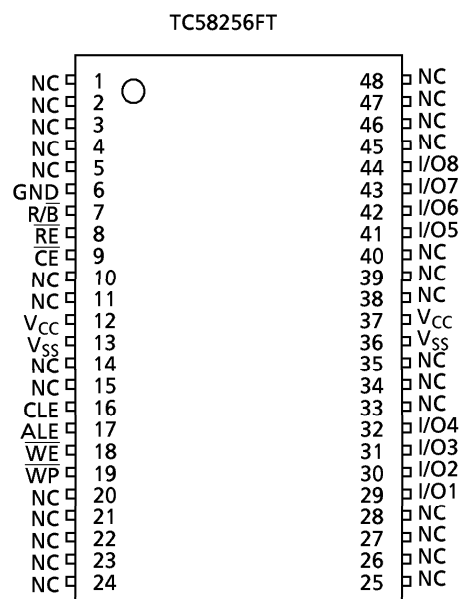 TC58256FT
NC 1 48 NC
NC 2 47 NC
NC 3 46 NC
NC 4 45 NC
NC 5 44 I/O8
GND 6 43 I/O7
R/B̅ 7 42 I/O6
R̅E̅ 8 41 I/O5
C̅E̅ 9 40 NC
NC 10 39 NC
NC 11 38 NC
VCC 12 37 VCC
VSS 13 36 VSS
NC 14 35 NC
NC 15 34 NC
CLE 16 33 NC
ALE 17 32 I/O4
W̅E̅ 18 31 I/O3
W̅P̅ 19 30 I/O2
NC 20 29 I/O1
NC 21 28 NC
NC 22 27 NC
NC 23 26 NC
NC 24 25 NC